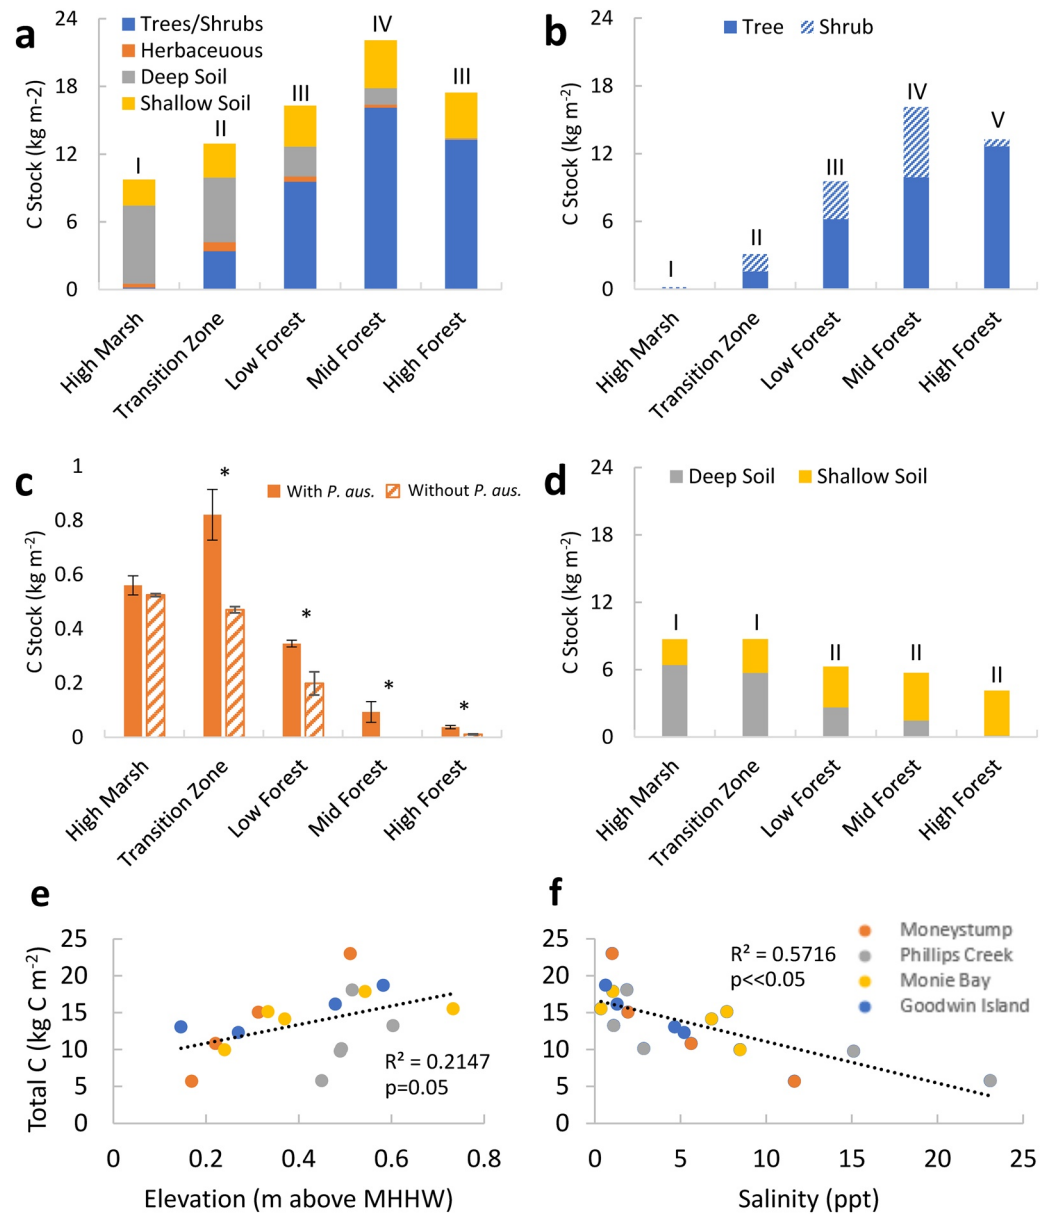 a
24
18
12
6
0
C Stock (kg m-2)
Trees/Shrubs
Herbaceuous
Deep Soil
Shallow Soil
I
II
III
IV
III
High Marsh
Transition Zone
Low Forest
Mid Forest
High Forest
b
24
18
12
6
0
C Stock (kg m⁻²)
Tree
Shrub
I
II
III
IV
V
High Marsh
Transition Zone
Low Forest
Mid Forest
High Forest
c
1
0.8
0.6
0.4
0.2
0
C Stock (kg m⁻²)
With P. aus.
Without P. aus.
*
*
*
*
High Marsh
Transition Zone
Low Forest
Mid Forest
High Forest
d
24
18
12
6
0
C Stock (kg m⁻²)
Deep Soil
Shallow Soil
I
I
II
II
II
High Marsh
Transition Zone
Low Forest
Mid Forest
High Forest
e
25
20
15
10
5
0
Total C (kg C m⁻²)
R² = 0.2147
p=0.05
0
0.2
0.4
0.6
0.8
Elevation (m above MHHW)
f
25
20
15
10
5
0
R² = 0.5716
p<<0.05
Moneystump
Phillips Creek
Monie Bay
Goodwin Island
0
5
10
15
20
25
Salinity (ppt)